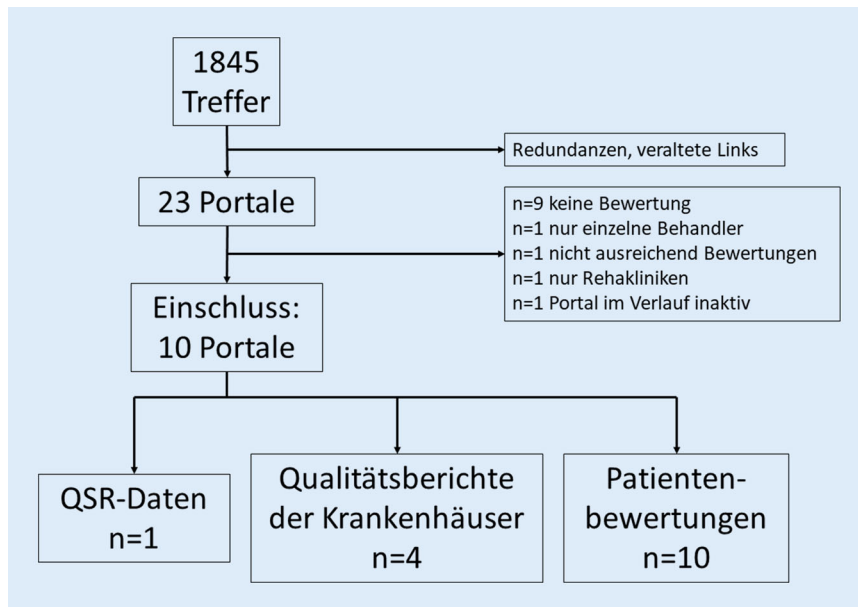 1845
Treffer
Redundanzen, veraltete Links
23 Portale
n=9 keine Bewertung
n=1 nur einzelne Behandler
n=1 nicht ausreichend Bewertungen
n=1 nur Rehakliniken
n=1 Portal im Verlauf inaktiv
Einschluss:
10 Portale
QSR-Daten
n=1
Qualitätsberichte
der Krankenhäuser
n=4
Patienten-
bewertungen
n=10